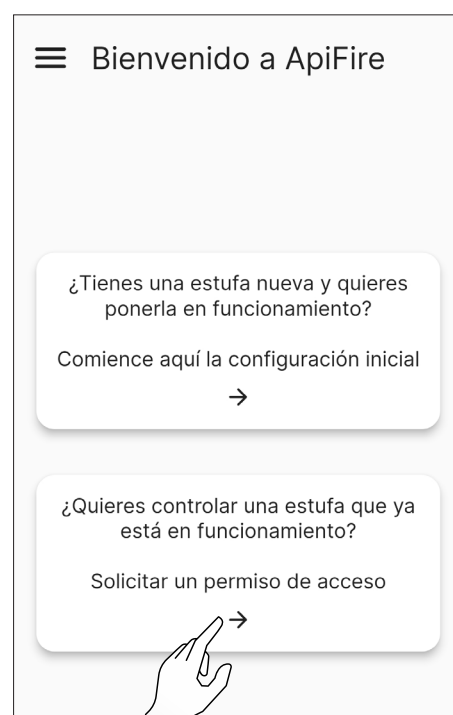 Bienvenido a ApiFire
¿Tienes una estufa nueva y quieres
ponerla en funcionamiento?
Comience aquí la configuración inicial
¿Quieres controlar una estufa que ya
está en funcionamiento?
Solicitar un permiso de acceso